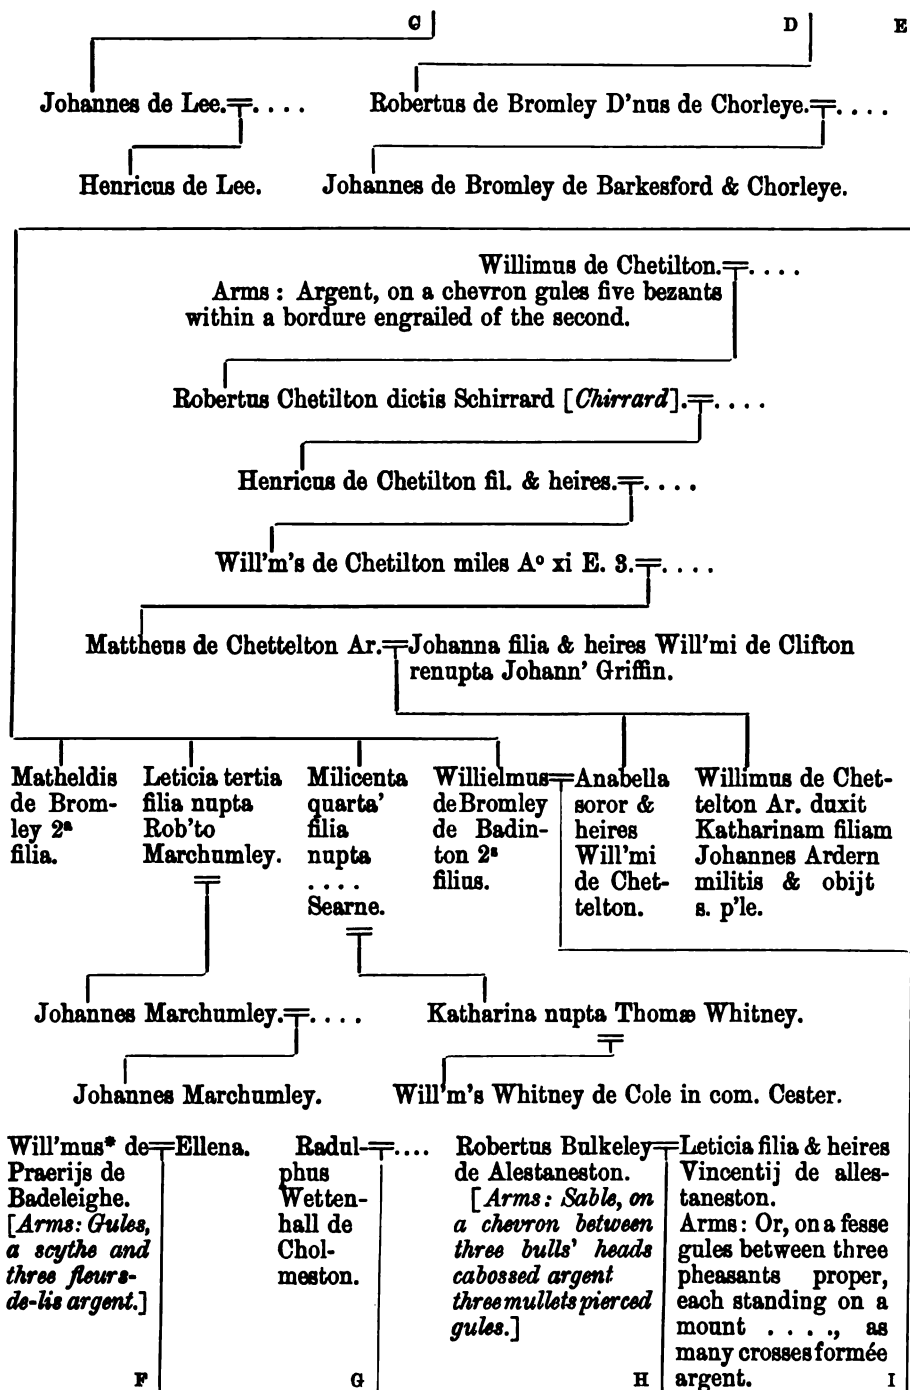 C D E
Johannes de Lee.=. . . . Robertus de Bromley D'nus de Chorleye.=. . . .
Henricus de Lee. Johannes de Bromley de Barkesford & Chorleye.
Willimus de Chetilton.=. . . .
Arms : Argent, on a chevron gules five bezants
within a bordure engrailed of the second.
Robertus Chetilton dictis Schirrard [Chirrard].=. . . .
Henricus de Chetilton fil. & heires.=. . . .
Will'm's de Chetilton miles Aº xi E. 3.=. . . .
Mattheus de Chettelton Ar.=Johanna filia & heires Will'mi de Clifton
renupta Johann' Griffin.
Matheldis
de Brom-
ley 2ª
filia.
Leticia tertia
filia nupta
Rob'to
Marchumley.
=
Milicenta
quarta'
filia
nupta
. . . .
Searne.
=
Willielmus=
de Bromley
de Badin-
ton 2ˢ
filius.
Anabella
soror &
heires
Will'mi
de Chet-
telton.
Willimus de Chet-
telton Ar. duxit
Katharinam filiam
Johannes Ardern
militis & obijt
s. p'le.
Johannes Marchumley.=. . . . Katharina nupta Thomæ Whitney.
=
Johannes Marchumley. Will'm's Whitney de Cole in com. Cester.
Will'mus* de=Ellena.
Praerijs de
Badeleighe.
[Arms: Gules,
a scythe and
three fleurs-
de-lis argent.]
F
Radul-=. . . .
phus
Wetten-
hall de
Chol-
meston.
G
Robertus Bulkeley=
de Alestaneston.
[Arms: Sable, on
a chevron between
three bulls' heads
cabossed argent
three mullets pierced
gules.]
H
Leticia filia & heires
Vincentij de alles-
taneston.
Arms: Or, on a fesse
gules between three
pheasants proper,
each standing on a
mount . . . ., as
many crosses formée
argent.
I